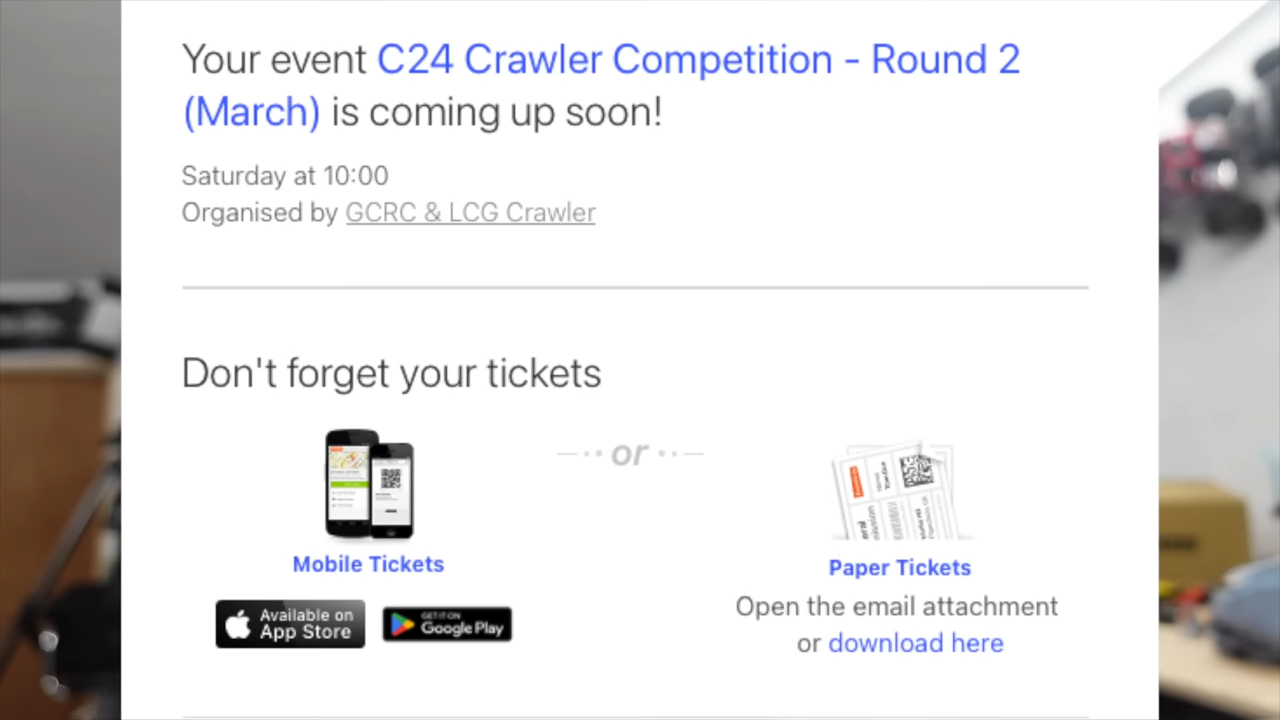 Your event C24 Crawler Competition - Round 2
(March) is coming up soon!
Saturday at 10:00
Organised by GCRC & LCG Crawler
Don't forget your tickets
or
Mobile Tickets
Paper Tickets
Available on
App Store
GET IT ON
Google Play
Open the email attachment
or download here